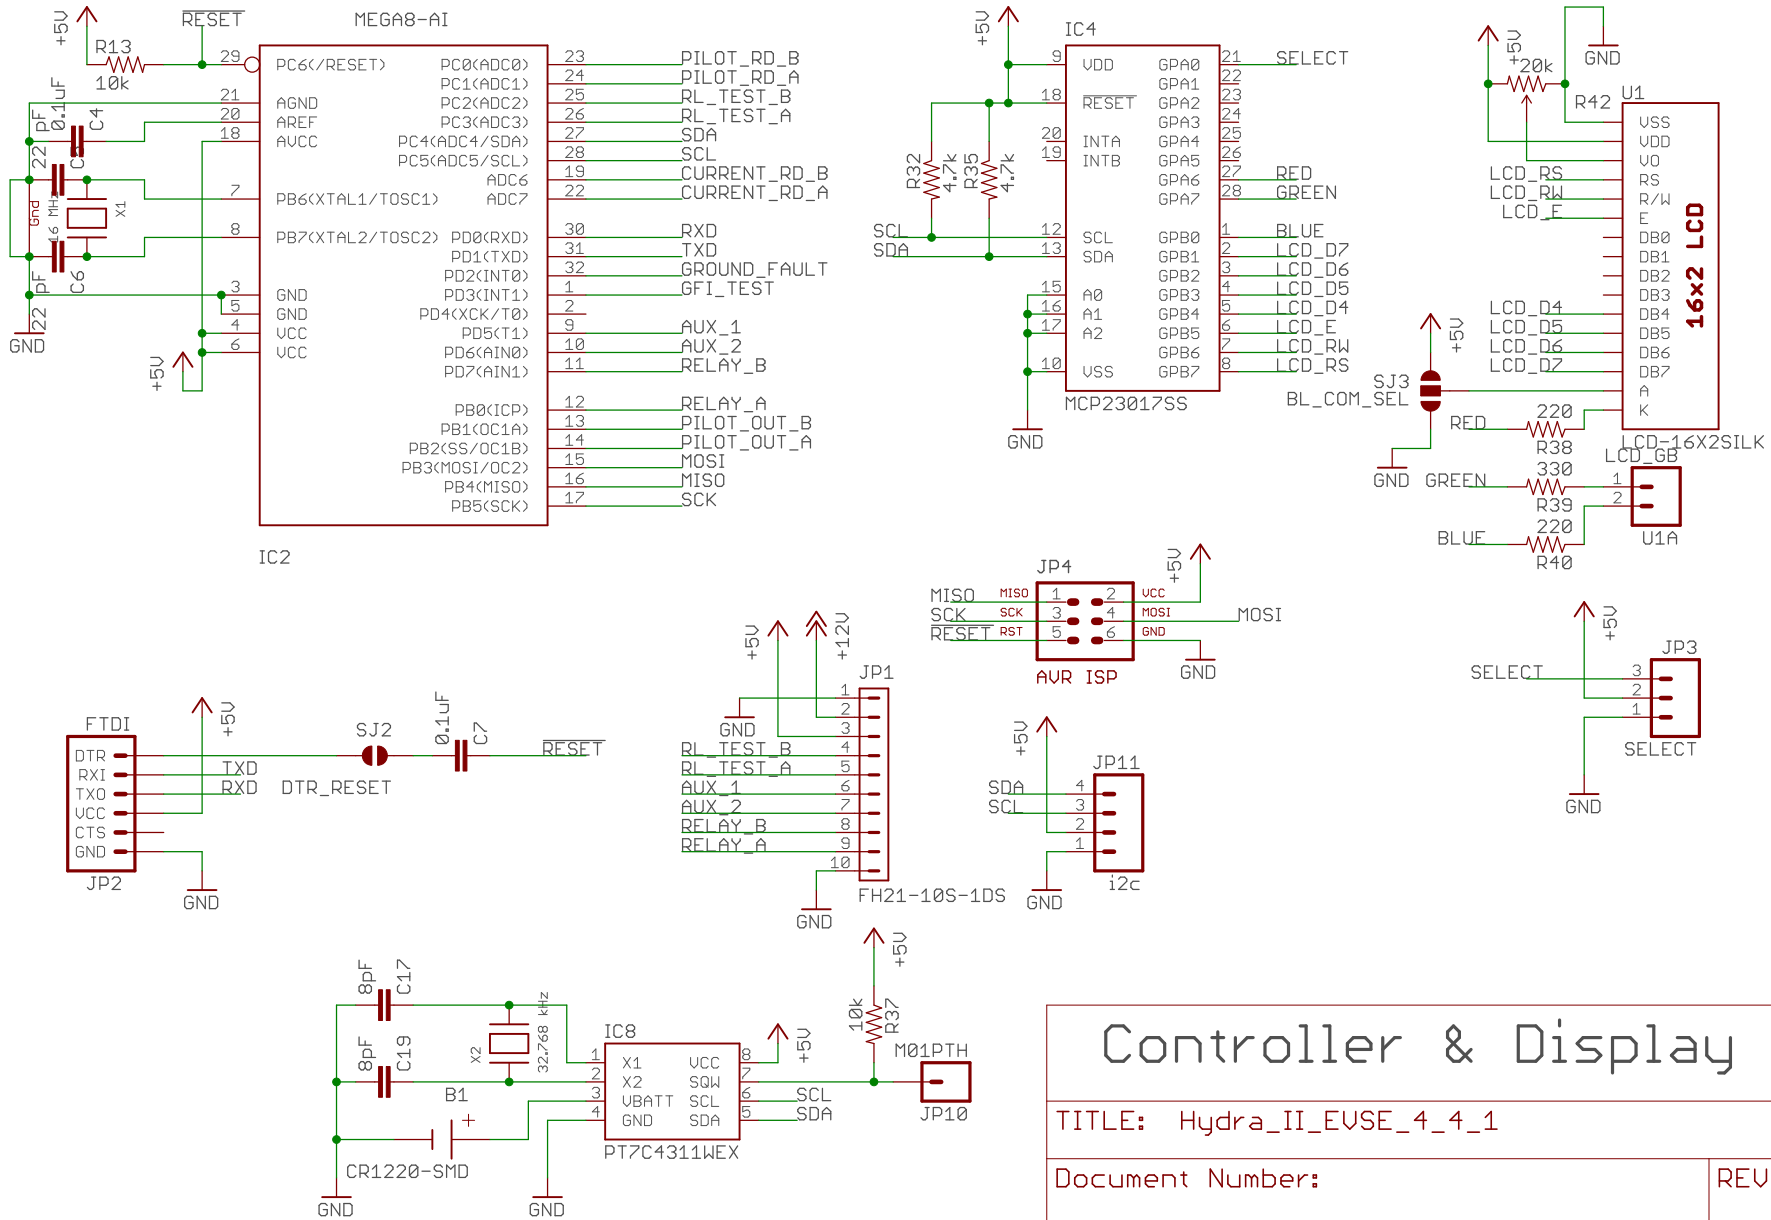 MEGA8-AI
+5V
RESET
R13
10k
29 PC6(/RESET)
21 AGND
20 AREF
18 AVCC
7 PB6(XTAL1/TOSC1)
8 PB7(XTAL2/TOSC2)
3 GND
5 GND
4 VCC
6 VCC
0.1uF
C4
22 pF
Gnd
16 MHz
X1
C6
22 pF
GND
+5V
PC0(ADC0) 23 PILOT_RD_B
PC1(ADC1) 24 PILOT_RD_A
PC2(ADC2) 25 RL_TEST_B
PC3(ADC3) 26 RL_TEST_A
PC4(ADC4/SDA) 27 SDA
PC5(ADC5/SCL) 28 SCL
ADC6 19 CURRENT_RD_B
ADC7 22 CURRENT_RD_A
PD0(RXD) 30 RXD
PD1(TXD) 31 TXD
PD2(INT0) 32 GROUND_FAULT
PD3(INT1) 1 GFI_TEST
PD4(XCK/T0) 2
PD5(T1) 9 AUX_1
PD6(AIN0) 10 AUX_2
PD7(AIN1) 11 RELAY_B
PB0(ICP) 12 RELAY_A
PB1(OC1A) 13 PILOT_OUT_B
PB2(SS/OC1B) 14 PILOT_OUT_A
PB3(MOSI/OC2) 15 MOSI
PB4(MISO) 16 MISO
PB5(SCK) 17 SCK
IC2
+5V
IC4
9 VDD
18 RESET
20 INTA
19 INTB
R32
4.7k
R35
4.7k
SCL 12 SCL
SDA 13 SDA
15 A0
16 A1
17 A2
10 VSS
GND
GPA0 21 SELECT
GPA1 22
GPA2 23
GPA3 24
GPA4 25
GPA5 26
GPA6 27 RED
GPA7 28 GREEN
GPB0 1 BLUE
GPB1 2 LCD_D7
GPB2 3 LCD_D6
GPB3 4 LCD_D5
GPB4 5 LCD_D4
GPB5 6 LCD_E
GPB6 7 LCD_RW
GPB7 8 LCD_RS
MCP23017SS
GND
+5V
20k
R42
U1
VSS
VDD
VO
LCD_RS RS
LCD_RW R/W
LCD_E E
DB0
DB1
DB2
DB3
LCD_D4 DB4
LCD_D5 DB5
LCD_D6 DB6
LCD_D7 DB7
A
K
16x2 LCD
LCD-16X2SILK
+5V
SJ3
BL_COM_SEL
GND
RED
220
R38
GREEN
330
R39
BLUE
220
R40
LCD_GB
1
2
U1A
JP4
+5V
MISO MISO 1 2 VCC
SCK SCK 3 4 MOSI MOSI
RESET RST 5 6 GND
AVR ISP
GND
+5V
JP3
SELECT 3
2
1
SELECT
GND
FTDI
+5V
DTR
RXI TXD
TXO RXD
VCC
CTS
GND
JP2
GND
SJ2
DTR_RESET
0.1uF
C7
RESET
+5V
+12V
JP1
GND
1
2
3
RL_TEST_B 4
RL_TEST_A 5
AUX_1 6
AUX_2 7
RELAY_B 8
RELAY_A 9
10
GND
FH21-10S-1DS
+5V
JP11
SDA 4
SCL 3
2
1
i2c
GND
8pF
C17
8pF
C19
X2
32.768 kHz
B1
+
CR1220-SMD
GND
GND
IC8
1 X1
2 X2
3 VBATT
4 GND
VCC 8
SQW 7
SCL 6 SCL
SDA 5 SDA
PT7C4311WEX
+5V
+5V
10k
R37
M01PTH
JP10
Controller & Display
TITLE: Hydra_II_EVSE_4_4_1
Document Number:
REV